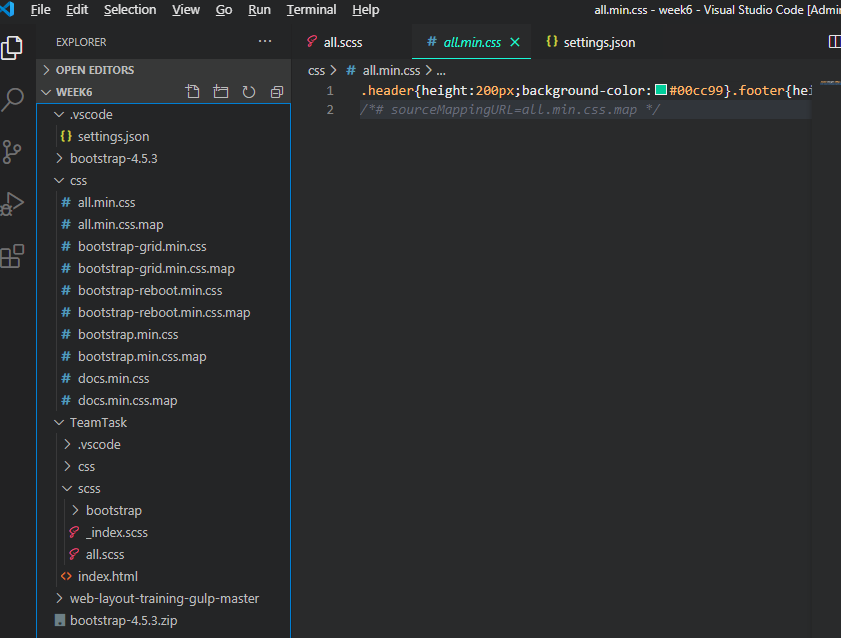 File Edit Selection View Go Run Terminal Help all.min.css - week6 - Visual Studio Code [Admin
EXPLORER ···
all.scss # all.min.css × {} settings.json
OPEN EDITORS
css > # all.min.css > ...
WEEK6
1 .header{height:200px;background-color:#00cc99}.footer{hei
2 /*# sourceMappingURL=all.min.css.map */
.vscode
{} settings.json
bootstrap-4.5.3
css
# all.min.css
# all.min.css.map
# bootstrap-grid.min.css
# bootstrap-grid.min.css.map
# bootstrap-reboot.min.css
# bootstrap-reboot.min.css.map
# bootstrap.min.css
# bootstrap.min.css.map
# docs.min.css
# docs.min.css.map
TeamTask
.vscode
css
scss
bootstrap
_index.scss
all.scss
<> index.html
web-layout-training-gulp-master
bootstrap-4.5.3.zip